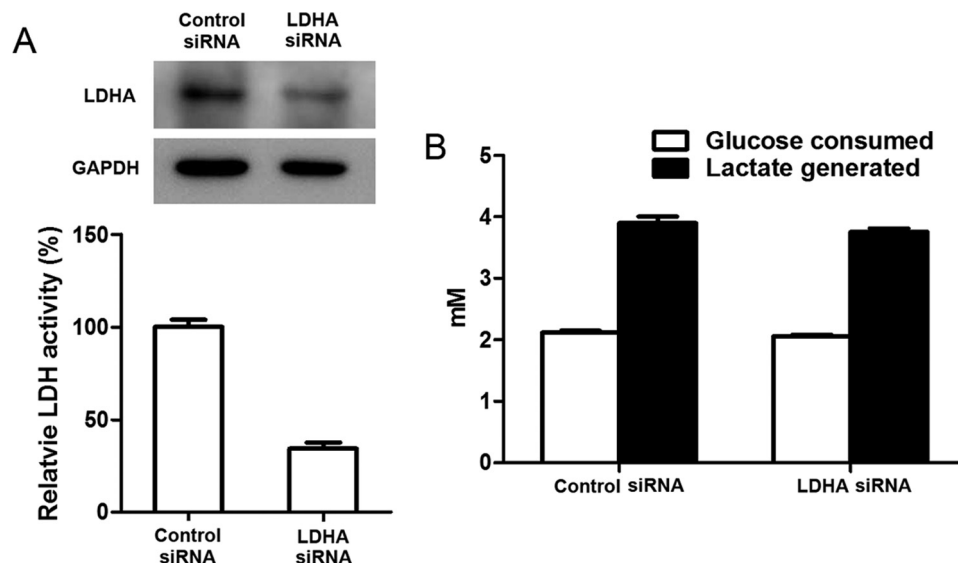 A
Control
siRNA
LDHA
siRNA
LDHA
GAPDH
Relatvie LDH activity (%)
150
100
50
0
Control
siRNA
LDHA
siRNA
B
Glucose consumed
Lactate generated
mM
5
4
3
2
1
0
Control siRNA
LDHA siRNA